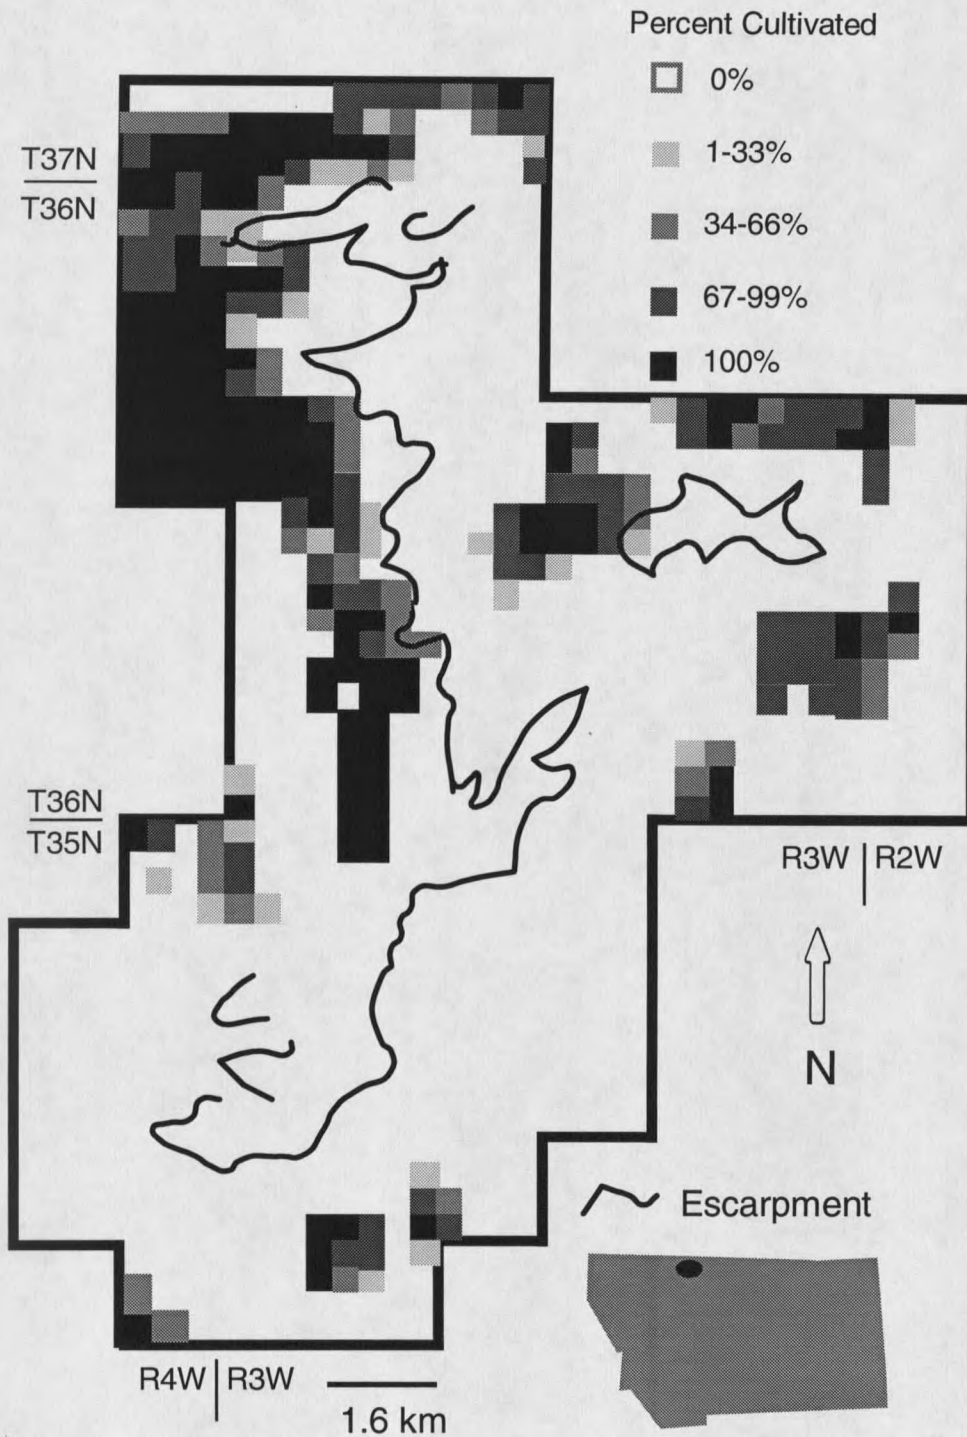 Percent Cultivated
0%
1-33%
34-66%
67-99%
100%
T37N
T36N
T36N
T35N
R3W R2W
N
Escarpment
R4W R3W
1.6 km